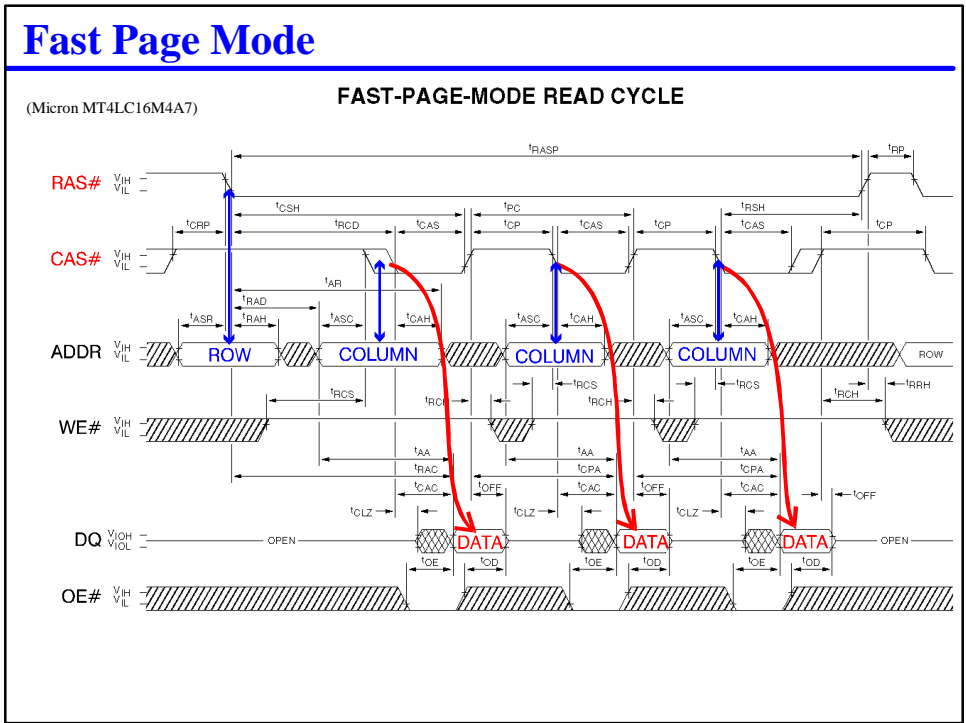 Fast Page Mode
(Micron MT4LC16M4A7)
FAST-PAGE-MODE READ CYCLE
tRASP
tRP
RAS# VIH VIL
tCSH
tPC
tRSH
tCRP
tRCD
tCAS
tCP
tCAS
tCP
tCAS
tCP
CAS# VIH VIL
tAR
tRAD
tASR
tRAH
tASC
tCAH
tASC
tCAH
tASC
tCAH
ADDR VIH VIL
ROW
COLUMN
COLUMN
COLUMN
ROW
tRCS
tRCH
tRCS
tRCH
tRCS
tRCH
tRRH
WE# VIH VIL
tAA
tAA
tAA
tRAC
tCPA
tCPA
tCAC
tOFF
tCAC
tOFF
tCAC
tOFF
tCLZ
tCLZ
tCLZ
DQ VIOH VIOL
OPEN
DATA
DATA
DATA
OPEN
tOE
tOD
tOE
tOD
tOE
tOD
OE# VIH VIL